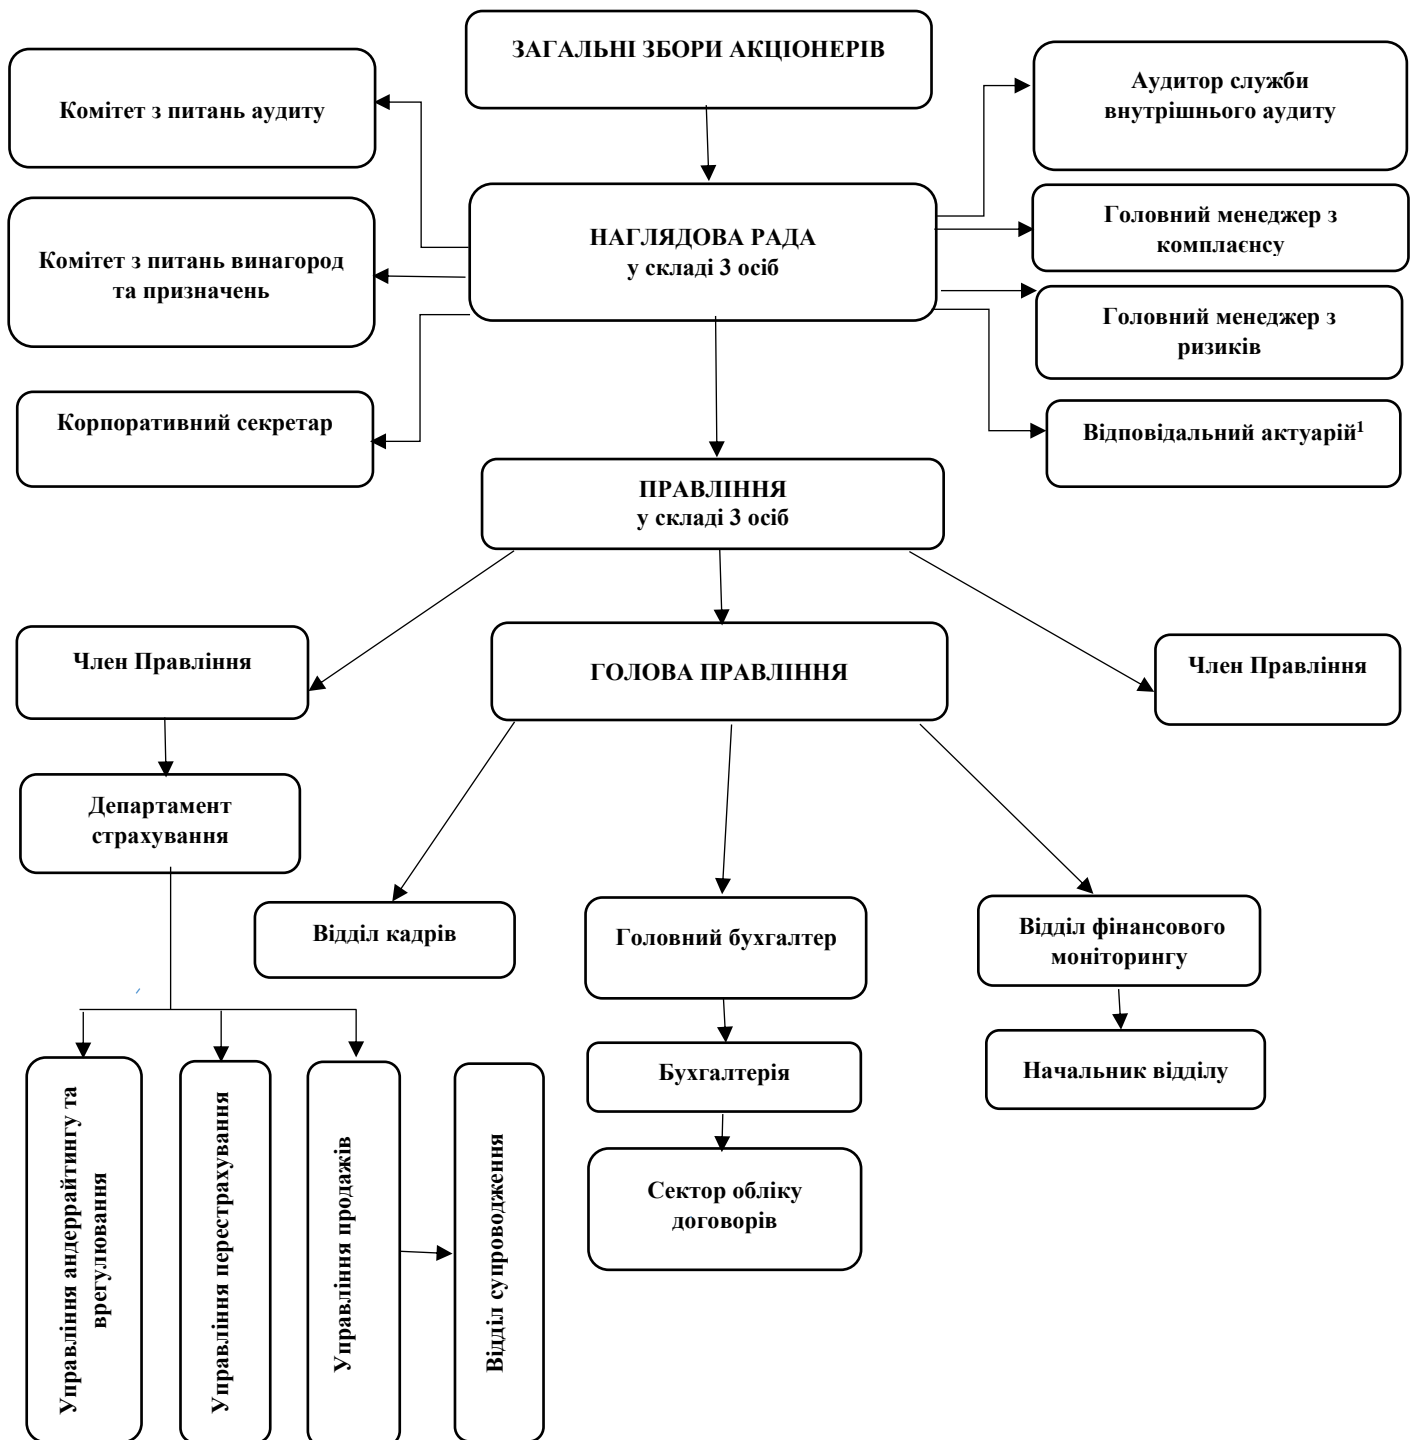 ЗАГАЛЬНІ ЗБОРИ АКЦІОНЕРІВ
Комітет з питань аудиту
Аудитор служби
внутрішнього аудиту
НАГЛЯДОВА РАДА
у складі 3 осіб
Головний менеджер з
комплаєнсу
Комітет з питань винагород
та призначень
Головний менеджер з
ризиків
Корпоративний секретар
Відповідальний актуарій¹
ПРАВЛІННЯ
у складі 3 осіб
Член Правління
ГОЛОВА ПРАВЛІННЯ
Член Правління
Департамент
страхування
Відділ кадрів
Головний бухгалтер
Відділ фінансового
моніторингу
Бухгалтерія
Начальник відділу
Сектор обліку
договорів
Управління андеррайтингу та
врегулювання
Управління перестрахування
Управління продажів
Відділ супроводження